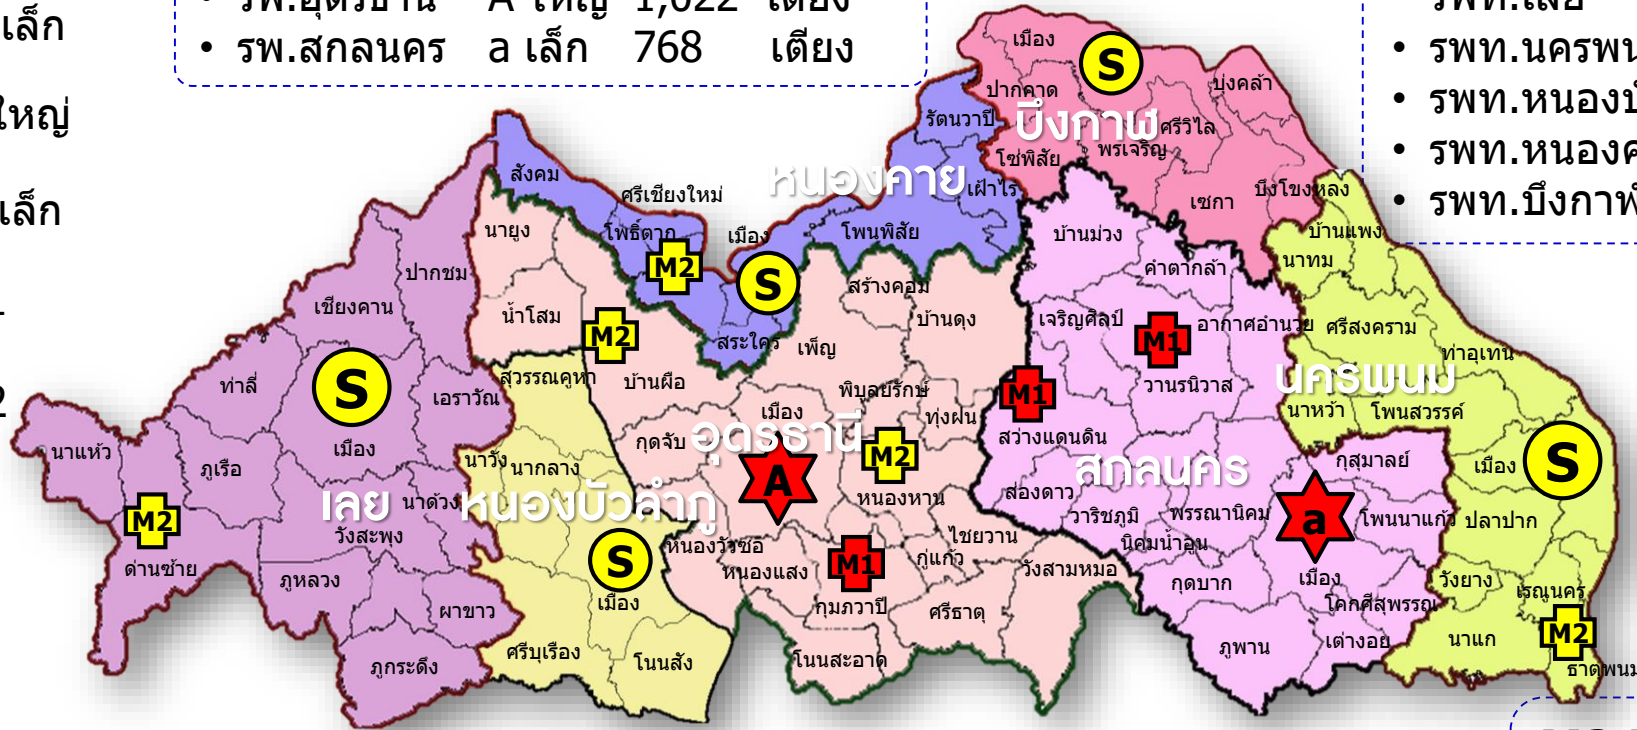 เล็ก
ใหญ่
เล็ก
• รพ.อุดรธานี A ใหญ่ 1,022 เตียง
• รพ.สกลนคร a เล็ก 768 เตียง
รพท.เลย
• รพท.นครพน
• รพท.หนองบั
• รพท.หนองค
• รพท.บึงกาฬ
บึงกาฬ
S
เมือง
ปากคาด
บุ่งคล้า
ศรีวิไล
พรเจริญ
โซ่พิสัย
เซกา
บึงโขงหลง
หนองคาย
รัตนวาปี
เฝ้าไร่
โพนพิสัย
สังคม
ศรีเชียงใหม่
โพธิ์ตาก
M2
เมือง
S
สระใคร
เลย
ปากชม
เชียงคาน
ท่าลี่
S
เมือง
เอราวัณ
นาแห้ว
ภูเรือ
M2
ด่านซ้าย
นาด้วง
วังสะพุง
ภูหลวง
ผาขาว
ภูกระดึง
หนองบัวลำภู
สุวรรณคูหา
นาวัง
นากลาง
S
เมือง
ศรีบุเรือง
โนนสัง
อุดรธานี
นายูง
น้ำโสม
M2
บ้านผือ
สร้างคอม
บ้านดุง
เพ็ญ
พิบูลย์รักษ์
ทุ่งฝน
กุดจับ
เมือง
A
M2
หนองหาน
หนองวัวซอ
หนองแสง
M1
กุมภวาปี
ไชยวาน
กู่แก้ว
วังสามหมอ
ศรีธาตุ
โนนสะอาด
สกลนคร
บ้านม่วง
คำตากล้า
เจริญศิลป์
M1
อากาศอำนวย
วานรนิวาส
M1
สว่างแดนดิน
ส่องดาว
วาริชภูมิ
พรรณานิคม
นิคมน้ำอูน
กุสุมาลย์
a
โพนนาแก้ว
เมือง
กุดบาก
โคกศรีสุพรรณ
เต่างอย
ภูพาน
นครพนม
บ้านแพง
นาทม
ศรีสงคราม
ท่าอุเทน
นาหว้า
โพนสวรรค์
เมือง
S
ปลาปาก
วังยาง
เรณูนคร
นาแก
M2
ธาตุพนม